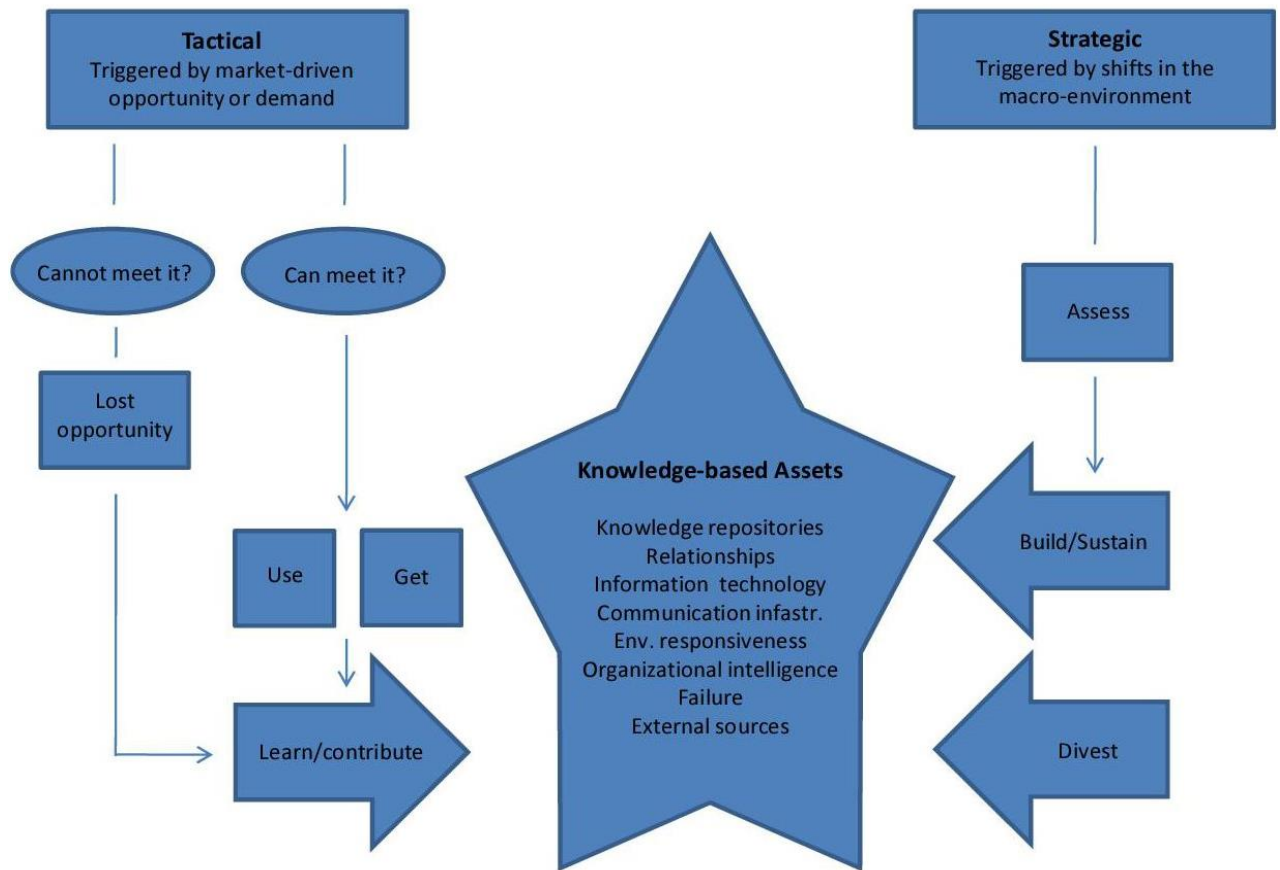 Tactical
Triggered by market-driven
opportunity or demand
Strategic
Triggered by shifts in the
macro-environment
Cannot meet it?
Can meet it?
Assess
Lost
opportunity
Knowledge-based Assets
Knowledge repositories
Relationships
Information technology
Communication infastr.
Env. responsiveness
Organizational intelligence
Failure
External sources
Build/Sustain
Use
Get
Learn/contribute
Divest